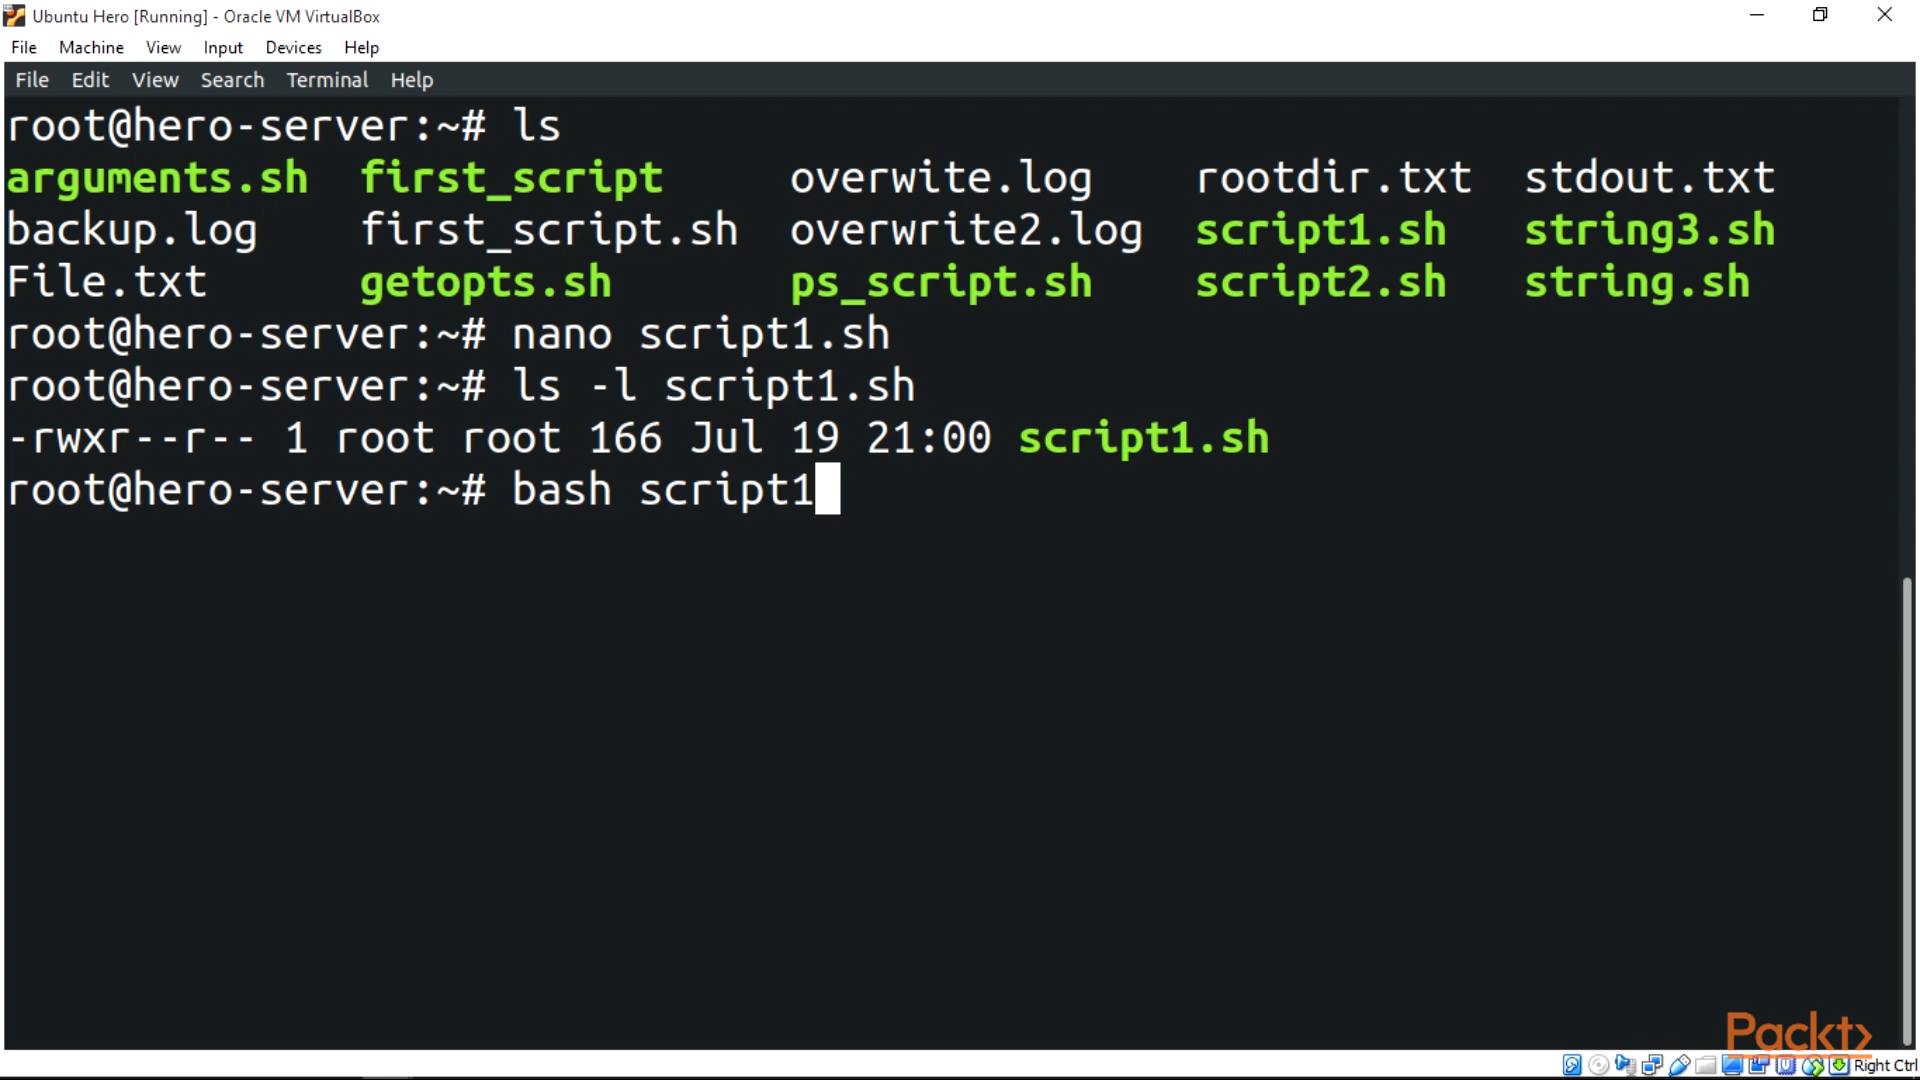 Ubuntu Hero [Running] - Oracle VM VirtualBox
File Machine View Input Devices Help
File Edit View Search Terminal Help
root@hero-server:~# ls
arguments.sh first_script overwite.log rootdir.txt stdout.txt
backup.log first_script.sh overwrite2.log script1.sh string3.sh
File.txt getopts.sh ps_script.sh script2.sh string.sh
root@hero-server:~# nano script1.sh
root@hero-server:~# ls -l script1.sh
-rwxr--r-- 1 root root 166 Jul 19 21:00 script1.sh
root@hero-server:~# bash script1
Packt>
Right Ctrl